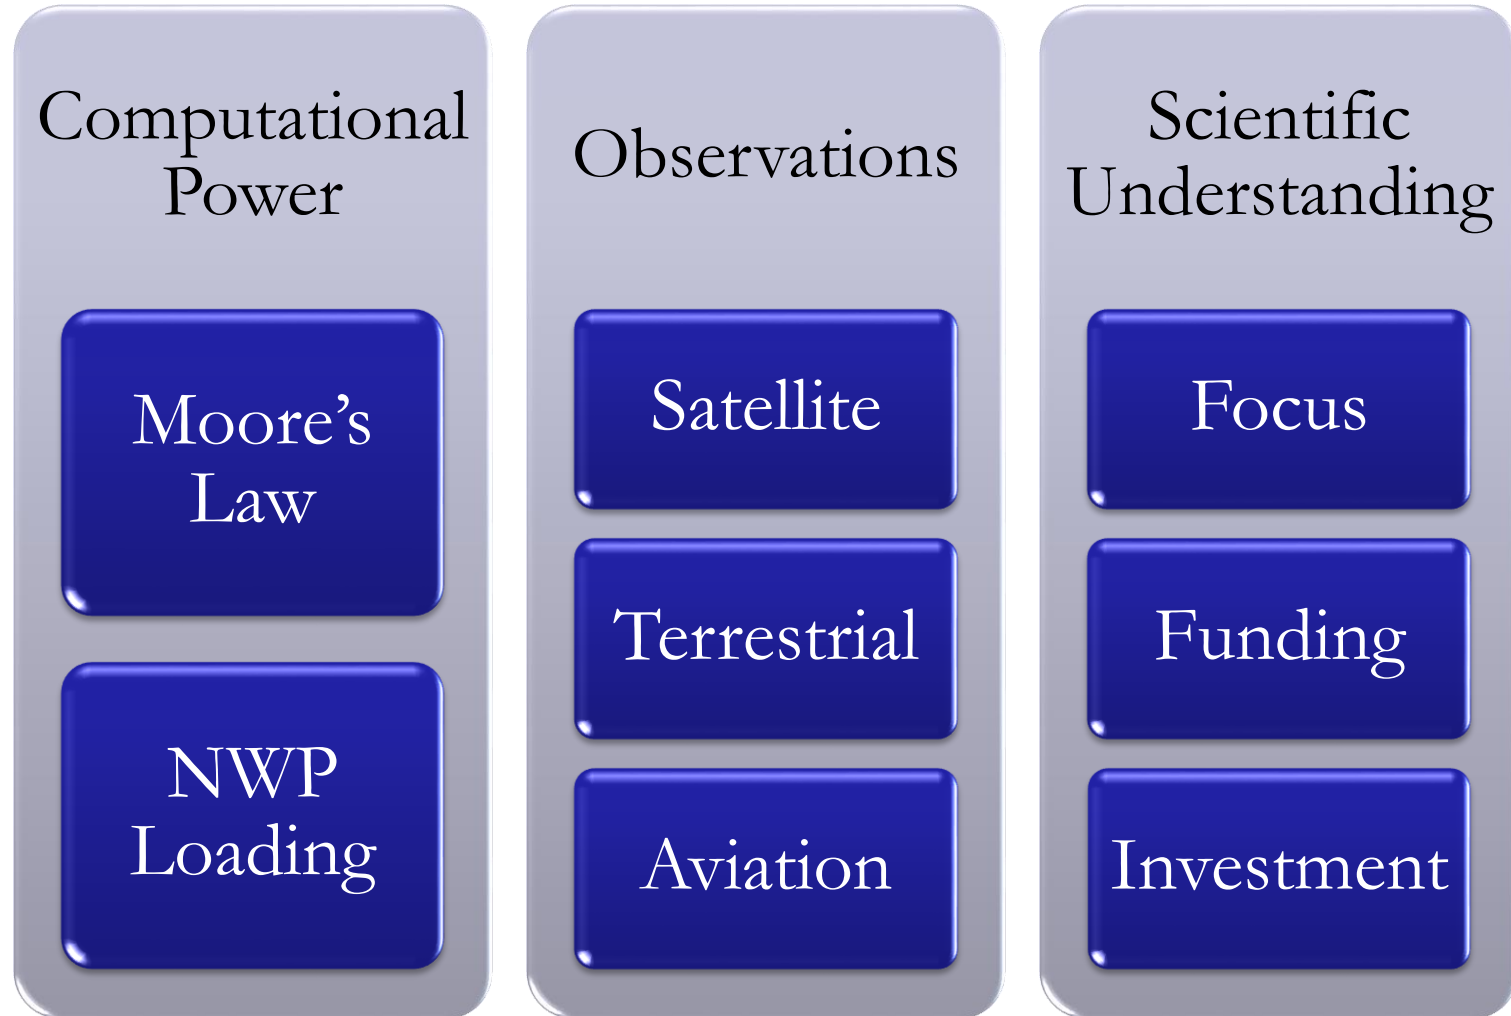 Computational
Power
Moore’s
Law
NWP
Loading
Observations
Satellite
Terrestrial
Aviation
Scientific
Understanding
Focus
Funding
Investment